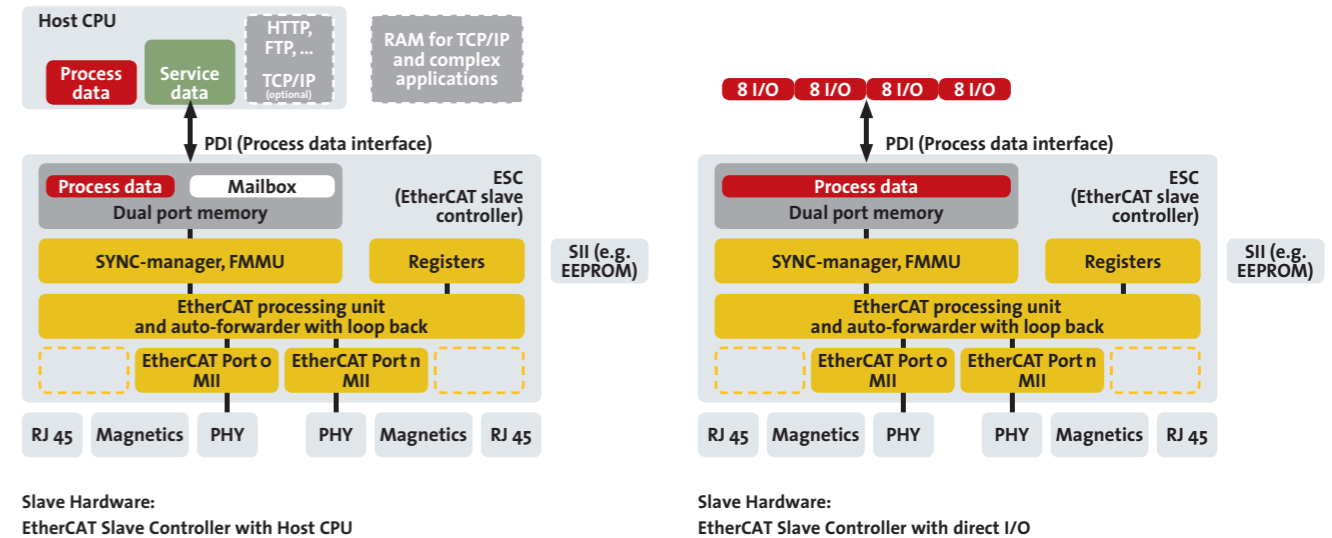 Host CPU
Process
data
Service
data
HTTP,
FTP, ...
TCP/IP
(optional)
RAM for TCP/IP
and complex
applications
PDI (Process data interface)
Process data
Mailbox
Dual port memory
ESC
(EtherCAT slave
controller)
SYNC-manager, FMMU
Registers
SII (e.g.
EEPROM)
EtherCAT processing unit
and auto-forwarder with loop back
EtherCAT Port 0
MII
EtherCAT Port n
MII
RJ 45
Magnetics
PHY
PHY
Magnetics
RJ 45
Slave Hardware:
EtherCAT Slave Controller with Host CPU
8 I/O
8 I/O
8 I/O
8 I/O
PDI (Process data interface)
Process data
Dual port memory
ESC
(EtherCAT slave
controller)
SYNC-manager, FMMU
Registers
SII (e.g.
EEPROM)
EtherCAT processing unit
and auto-forwarder with loop back
EtherCAT Port 0
MII
EtherCAT Port n
MII
RJ 45
Magnetics
PHY
PHY
Magnetics
RJ 45
Slave Hardware:
EtherCAT Slave Controller with direct I/O